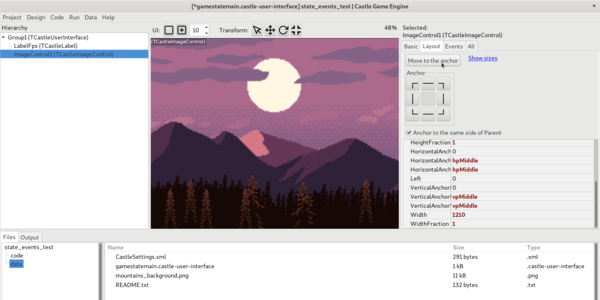 [*gamestatemain.castle-user-interface] state_events_test | Castle Game Engine
Project Edit Code Run Data Help
Hierarchy
Group1 (TCastleUserInterface)
LabelFps (TCastleLabel)
ImageControl1 (TCastleImageControl)
UI: 10 Transform: 48%
TCastleImageControl
Selected:
ImageControl1 (TCastleImageControl)
Basic Layout Events All
Move to the anchor Show sizes
Anchor
Anchor to the same side of Parent
HeightFraction 1
HorizontalAnch 0
HorizontalAnch hpMiddle
HorizontalAnch hpMiddle
Left 0
VerticalAnchor 0
VerticalAnchor vpMiddle
VerticalAnchor vpMiddle
Width 1210
WidthFraction 1
Files Output
state_events_test
code
data
Name Size Type
CastleSettings.xml 291 bytes .xml
gamestatemain.castle-user-interface 1 kB .castle-user-interface
mountains_background.png 11 kB .png
README.txt 132 bytes .txt